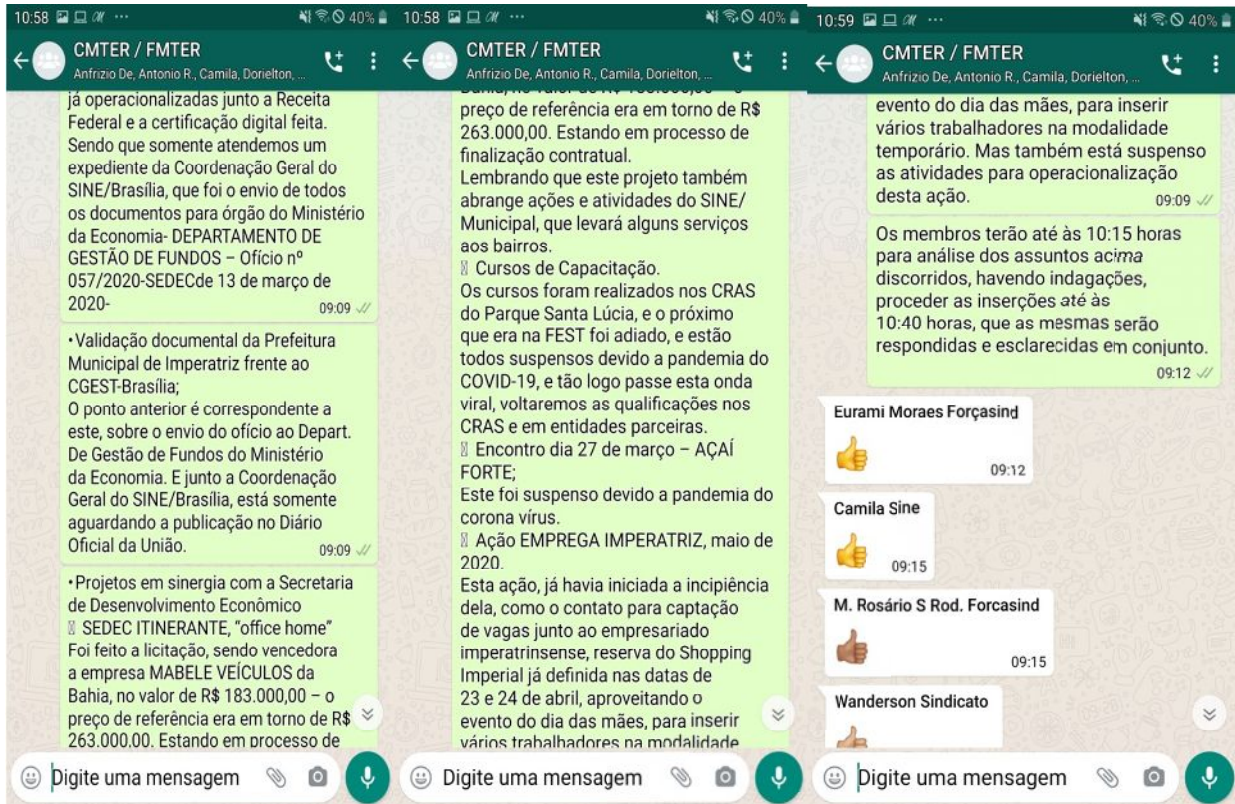 10:58 40%
CMTER / FMTER
Anfrizio De, Antonio R., Camila, Dorielton, ...
já operacionalizadas junto a Receita
Federal e a certificação digital feita.
Sendo que somente atendemos um
expediente da Coordenação Geral do
SINE/Brasília, que foi o envio de todos
os documentos para órgão do Ministério
da Economia- DEPARTAMENTO DE
GESTÃO DE FUNDOS – Ofício nº
057/2020-SEDECde 13 de março de
2020-
09:09
•Validação documental da Prefeitura
Municipal de Imperatriz frente ao
CGEST-Brasília;
O ponto anterior é correspondente a
este, sobre o envio do ofício ao Depart.
De Gestão de Fundos do Ministério
da Economia. E junto a Coordenação
Geral do SINE/Brasília, está somente
aguardando a publicação no Diário
Oficial da União.
09:09
•Projetos em sinergia com a Secretaria
de Desenvolvimento Econômico
SEDEC ITINERANTE, “office home”
Foi feito a licitação, sendo vencedora
a empresa MABELE VEÍCULOS da
Bahia, no valor de R$ 183.000,00 – o
preço de referência era em torno de R$
263.000,00. Estando em processo de
Digite uma mensagem
10:58 40%
CMTER / FMTER
Anfrizio De, Antonio R., Camila, Dorielton, ...
Bahia, no valor de R$ 183.000,00 – o
preço de referência era em torno de R$
263.000,00. Estando em processo de
finalização contratual.
Lembrando que este projeto também
abrange ações e atividades do SINE/
Municipal, que levará alguns serviços
aos bairros.
Cursos de Capacitação.
Os cursos foram realizados nos CRAS
do Parque Santa Lúcia, e o próximo
que era na FEST foi adiado, e estão
todos suspensos devido a pandemia do
COVID-19, e tão logo passe esta onda
viral, voltaremos as qualificações nos
CRAS e em entidades parceiras.
Encontro dia 27 de março – AÇAÍ
FORTE;
Este foi suspenso devido a pandemia do
corona vírus.
Ação EMPREGA IMPERATRIZ, maio de
2020.
Esta ação, já havia iniciada a incipiência
dela, como o contato para captação
de vagas junto ao empresariado
imperatrinsense, reserva do Shopping
Imperial já definida nas datas de
23 e 24 de abril, aproveitando o
evento do dia das mães, para inserir
vários trabalhadores na modalidade
Digite uma mensagem
10:59 40%
CMTER / FMTER
Anfrizio De, Antonio R., Camila, Dorielton, ...
evento do dia das mães, para inserir
vários trabalhadores na modalidade
temporário. Mas também está suspenso
as atividades para operacionalização
desta ação.
09:09
Os membros terão até às 10:15 horas
para análise dos assuntos acima
discorridos, havendo indagações,
proceder as inserções até às
10:40 horas, que as mesmas serão
respondidas e esclarecidas em conjunto.
09:12
Eurami Moraes Forçasind
09:12
Camila Sine
09:15
M. Rosário S Rod. Forcasind
09:15
Wanderson Sindicato
Digite uma mensagem